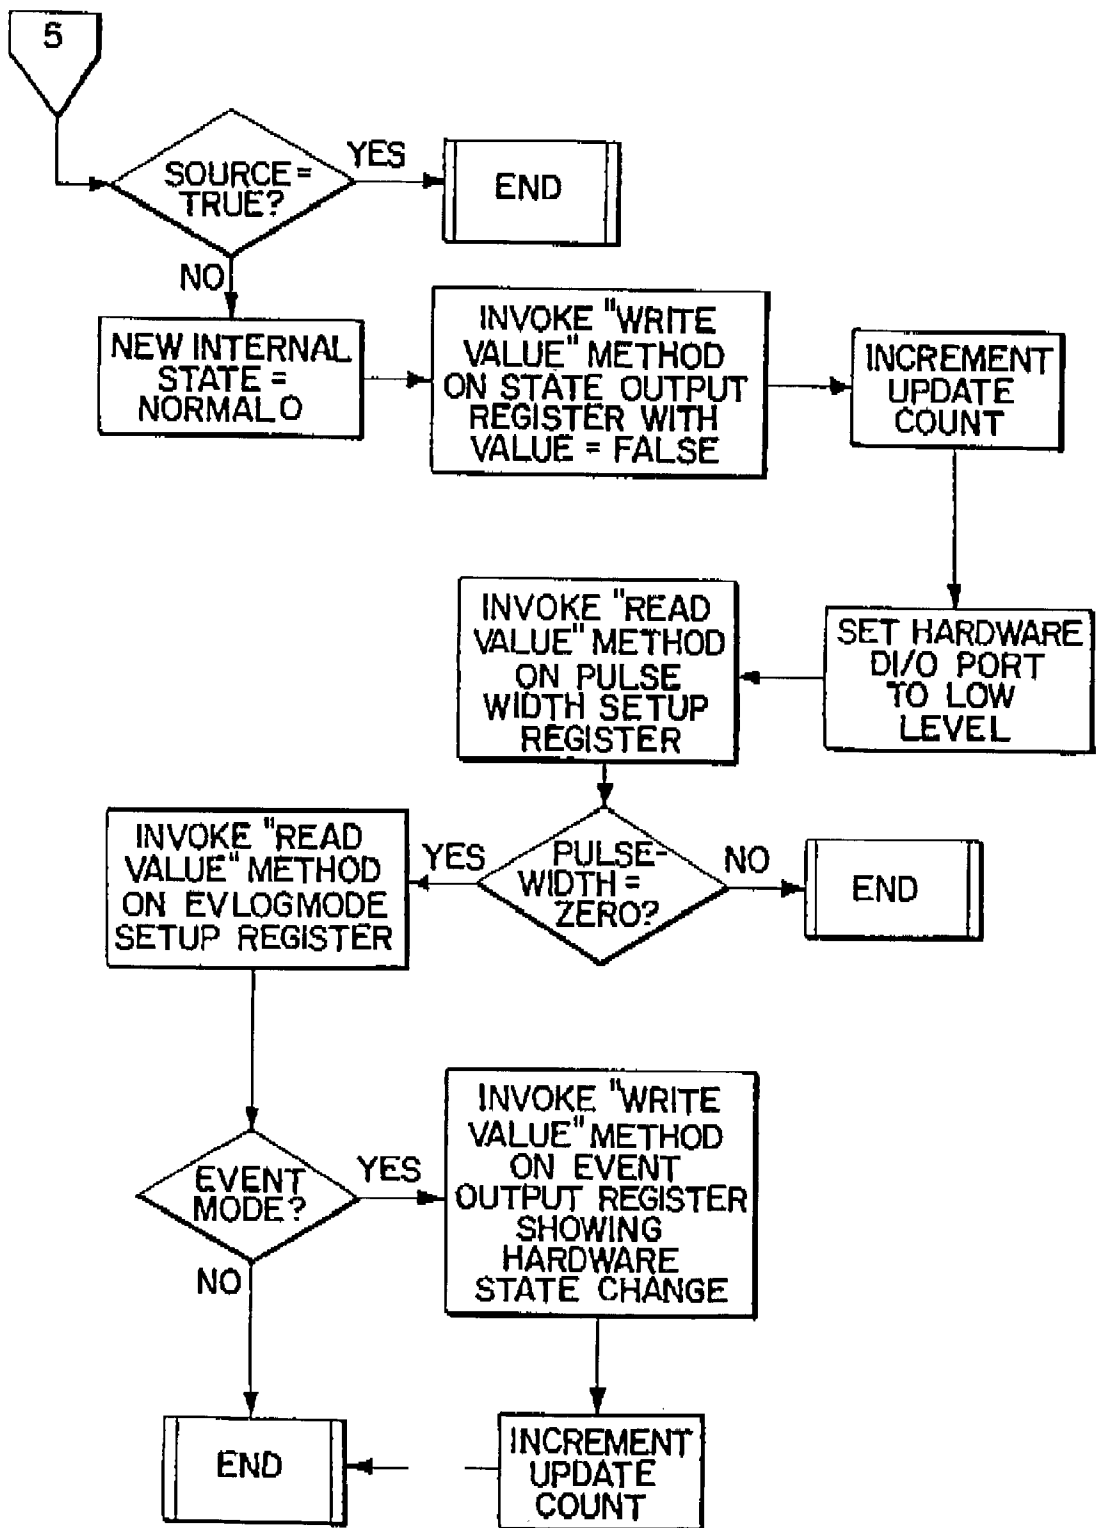 5
SOURCE =
TRUE?
YES
END
NO
NEW INTERNAL
STATE =
NORMAL0
INVOKE "WRITE
VALUE" METHOD
ON STATE OUTPUT
REGISTER WITH
VALUE = FALSE
INCREMENT
UPDATE
COUNT
SET HARDWARE
DI/O PORT
TO LOW
LEVEL
INVOKE "READ
VALUE" METHOD
ON PULSE
WIDTH SETUP
REGISTER
PULSE-
WIDTH =
ZERO?
NO
END
YES
INVOKE "READ
VALUE" METHOD
ON EVLOGMODE
SETUP REGISTER
EVENT
MODE?
YES
INVOKE "WRITE
VALUE" METHOD
ON EVENT
OUTPUT REGISTER
SHOWING
HARDWARE
STATE CHANGE
NO
END
INCREMENT
UPDATE
COUNT